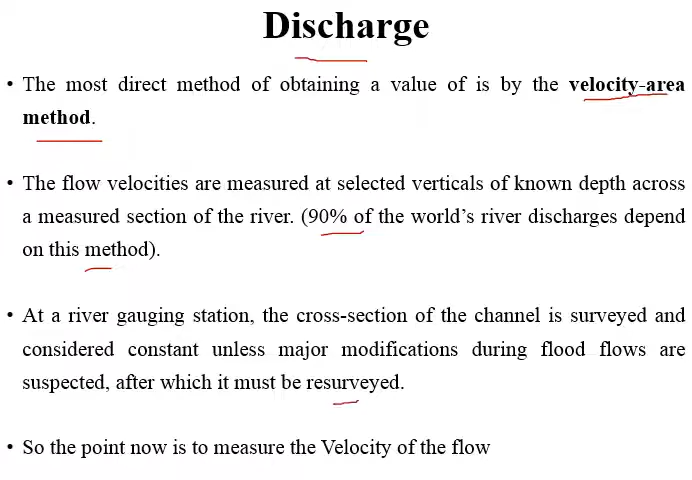 Discharge
• The most direct method of obtaining a value of is by the velocity-area
method.
• The flow velocities are measured at selected verticals of known depth across
a measured section of the river. (90% of the world's river discharges depend
on this method).
• At a river gauging station, the cross-section of the channel is surveyed and
considered constant unless major modifications during flood flows are
suspected, after which it must be resurveyed.
• So the point now is to measure the Velocity of the flow